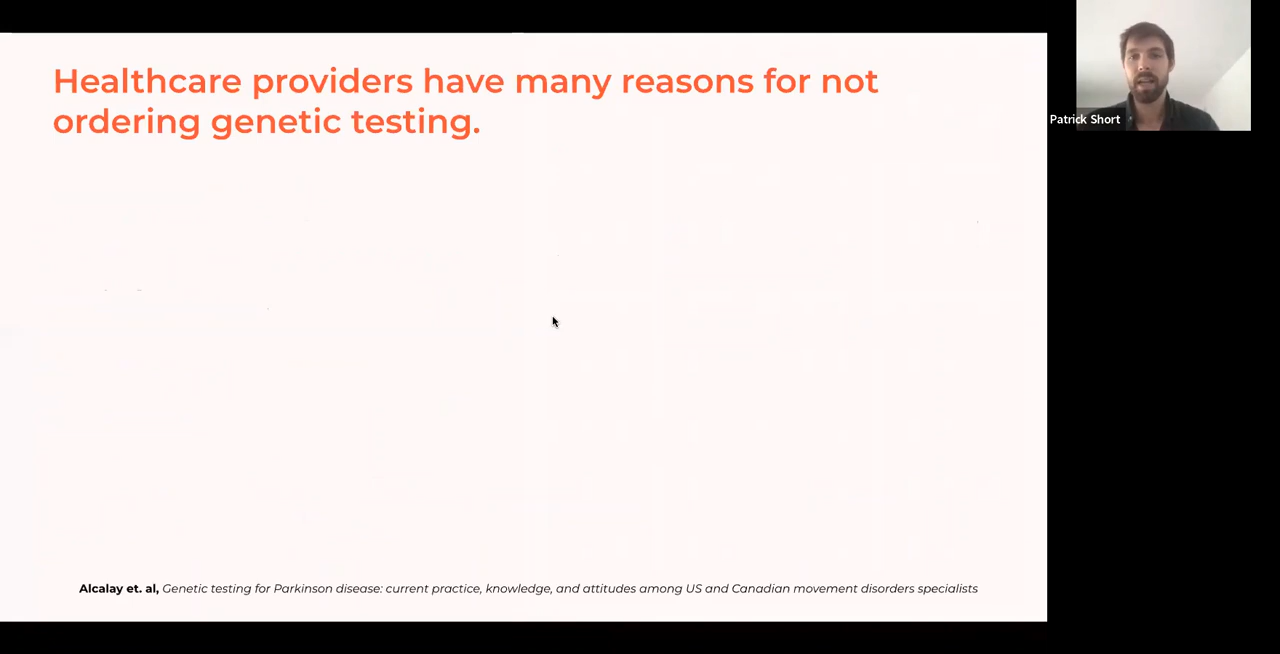 Healthcare providers have many reasons for not
ordering genetic testing.
Patrick Short
Alcalay et. al, Genetic testing for Parkinson disease: current practice, knowledge, and attitudes among US and Canadian movement disorders specialists